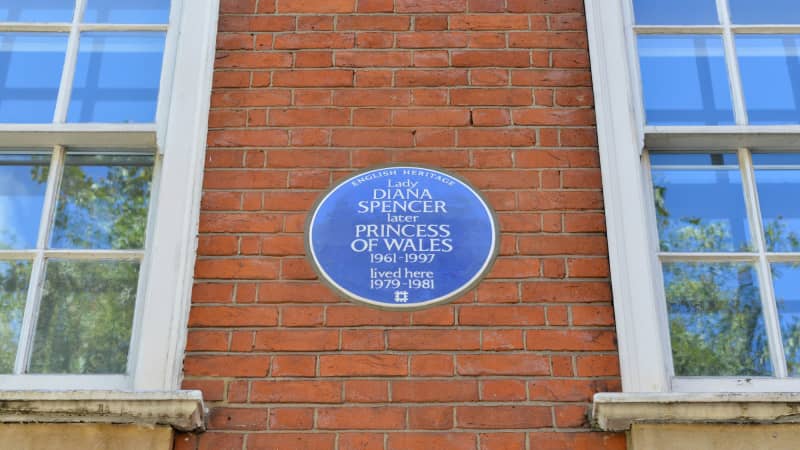 ENGLISH HERITAGE
Lady
DIANA
SPENCER
later
PRINCESS
OF WALES
1961-1997
lived here
1979-1981